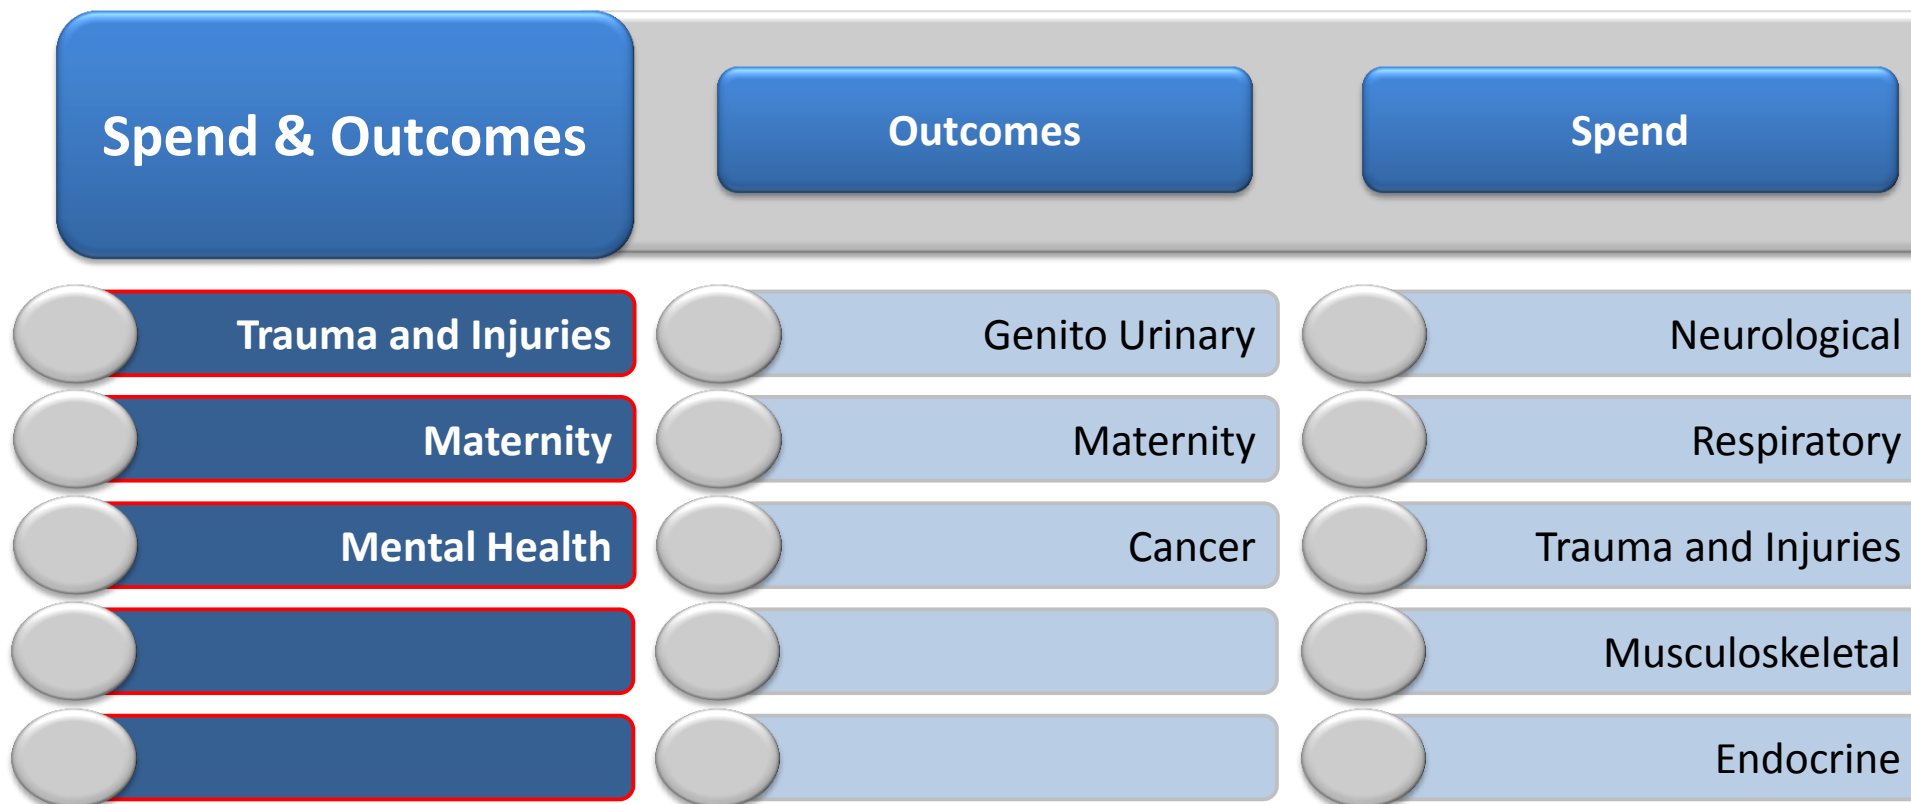 Spend & Outcomes
Outcomes
Spend
Trauma and Injuries
Genito Urinary
Neurological
Maternity
Maternity
Respiratory
Mental Health
Cancer
Trauma and Injuries
Musculoskeletal
Endocrine